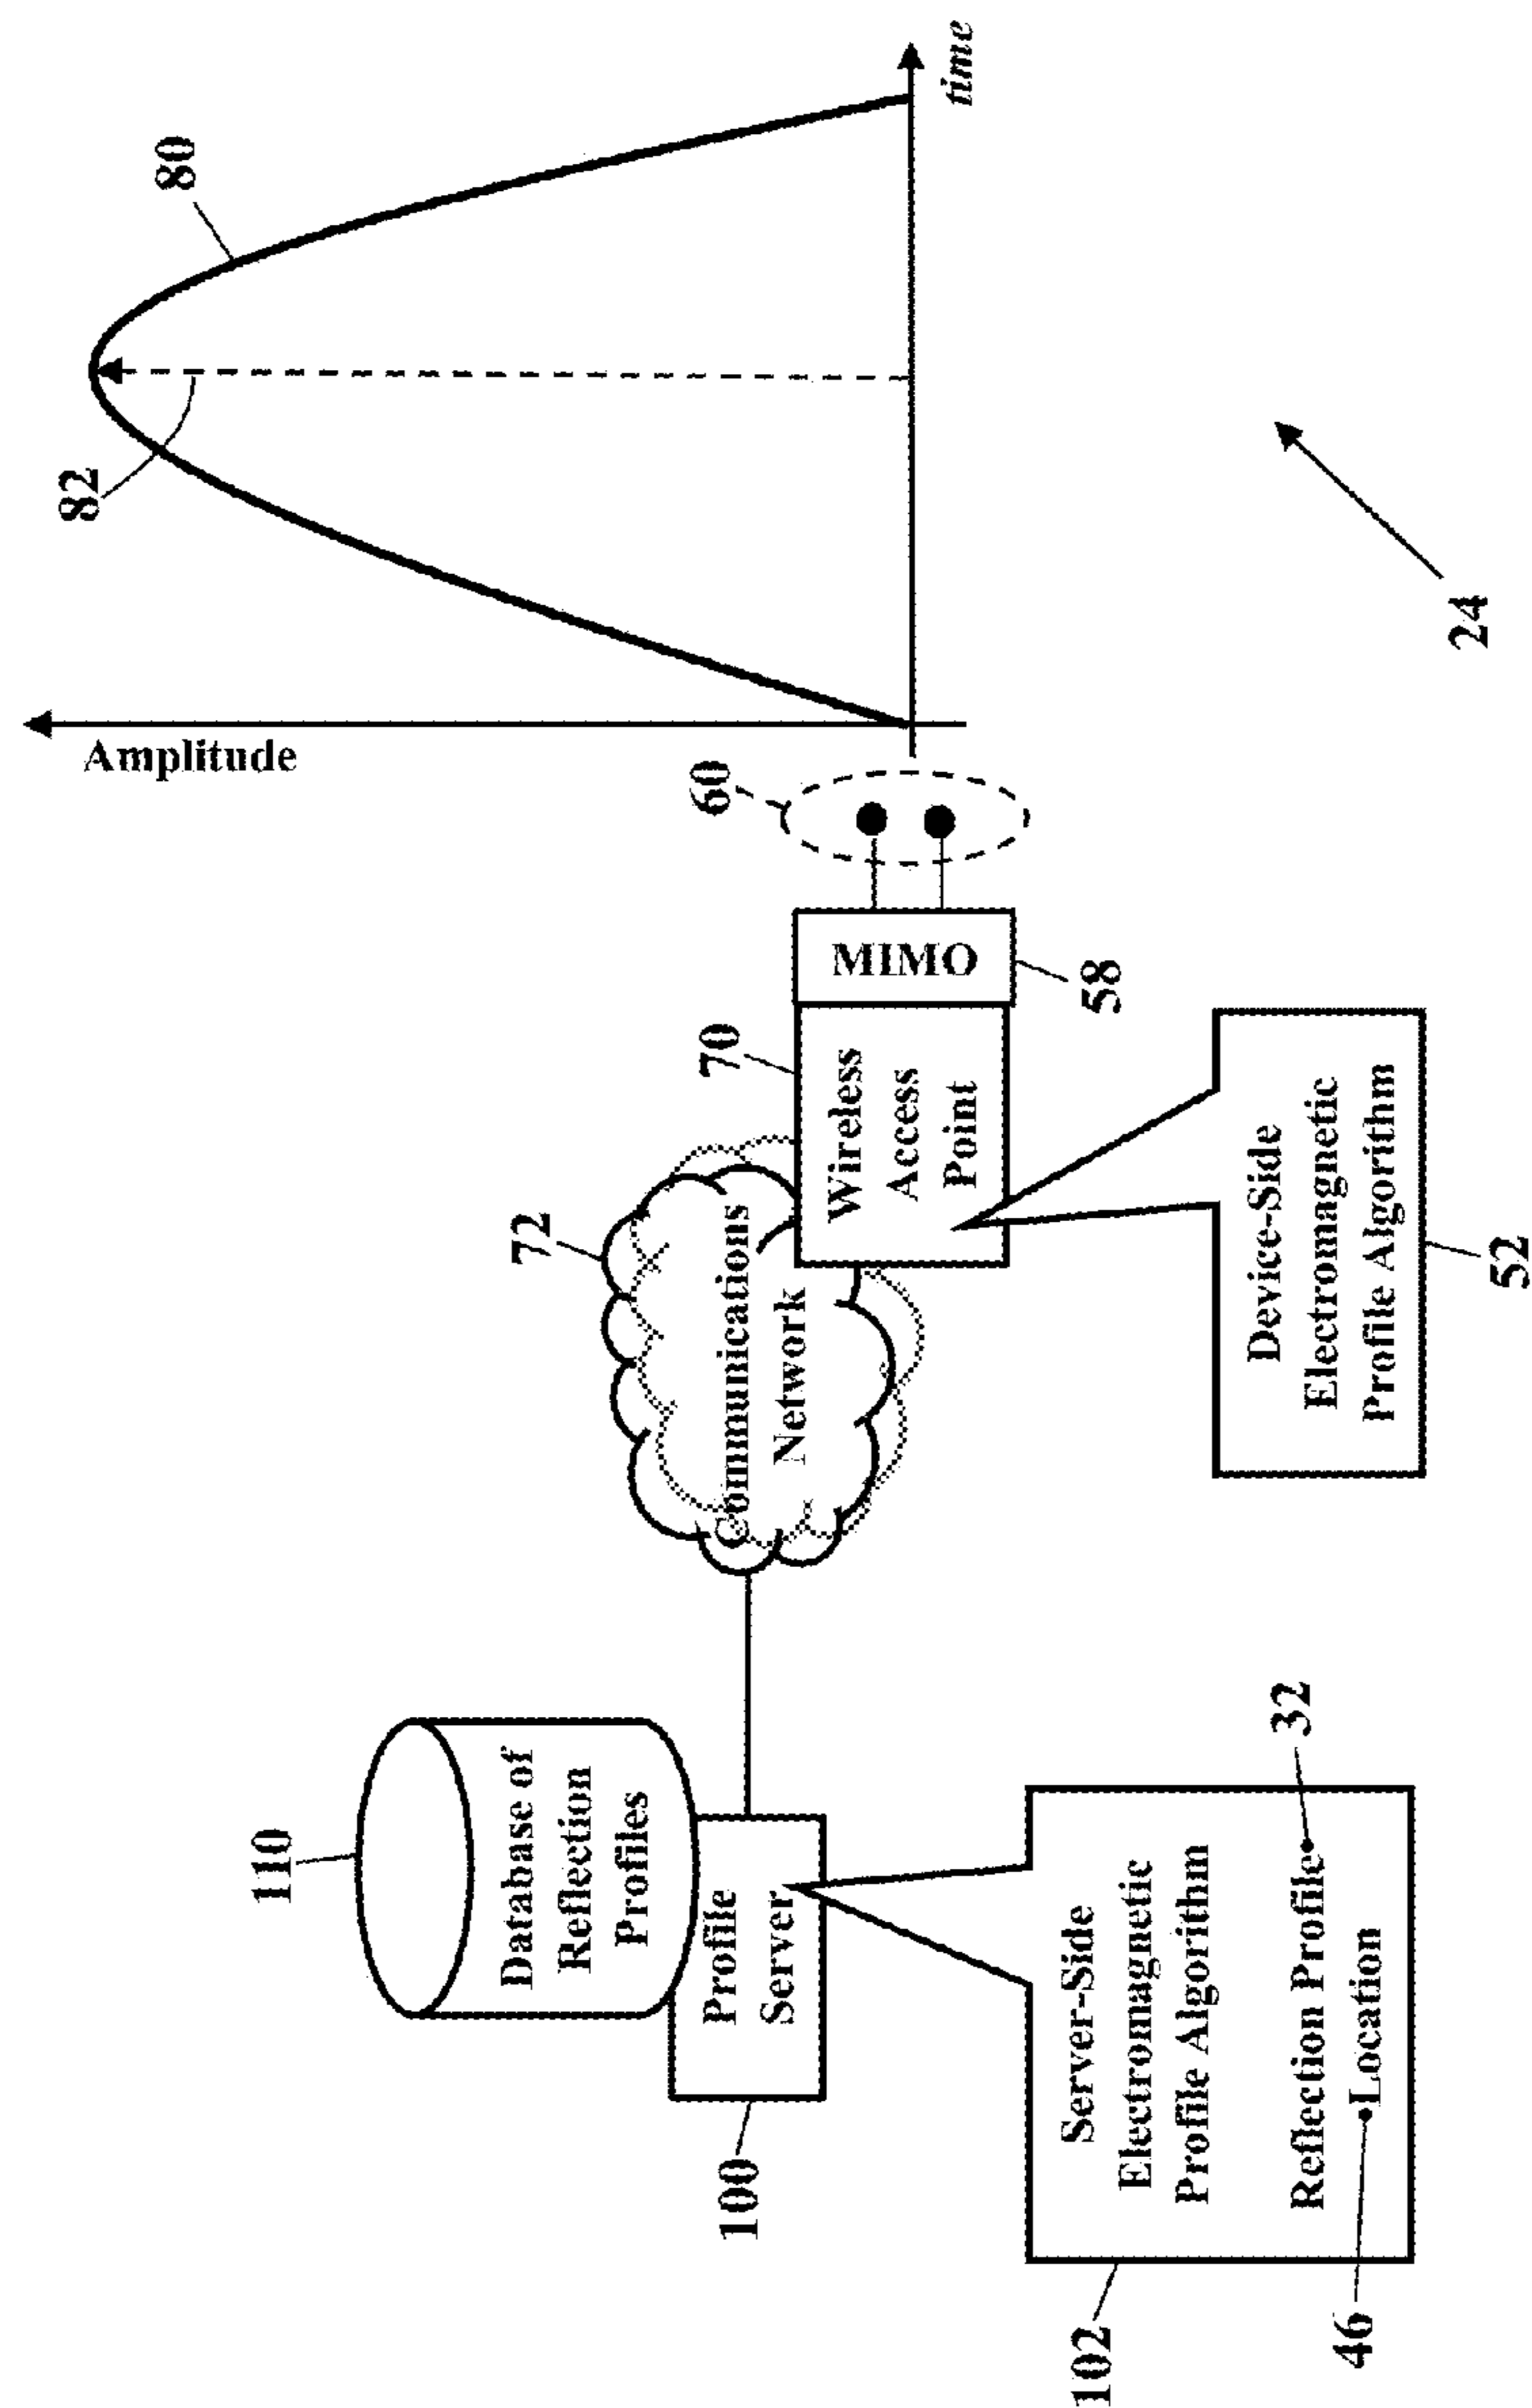 110
Database of
Reflection
Profiles
100
Profile
Server
102
Server-Side
Electromagnetic
Profile Algorithm
Reflection Profile
32
46
Location
72
Communications
Network
70
Wireless
Access
Point
MIMO
58
60
Device-Side
Electromagnetic
Profile Algorithm
52
Amplitude
82
80
time
24